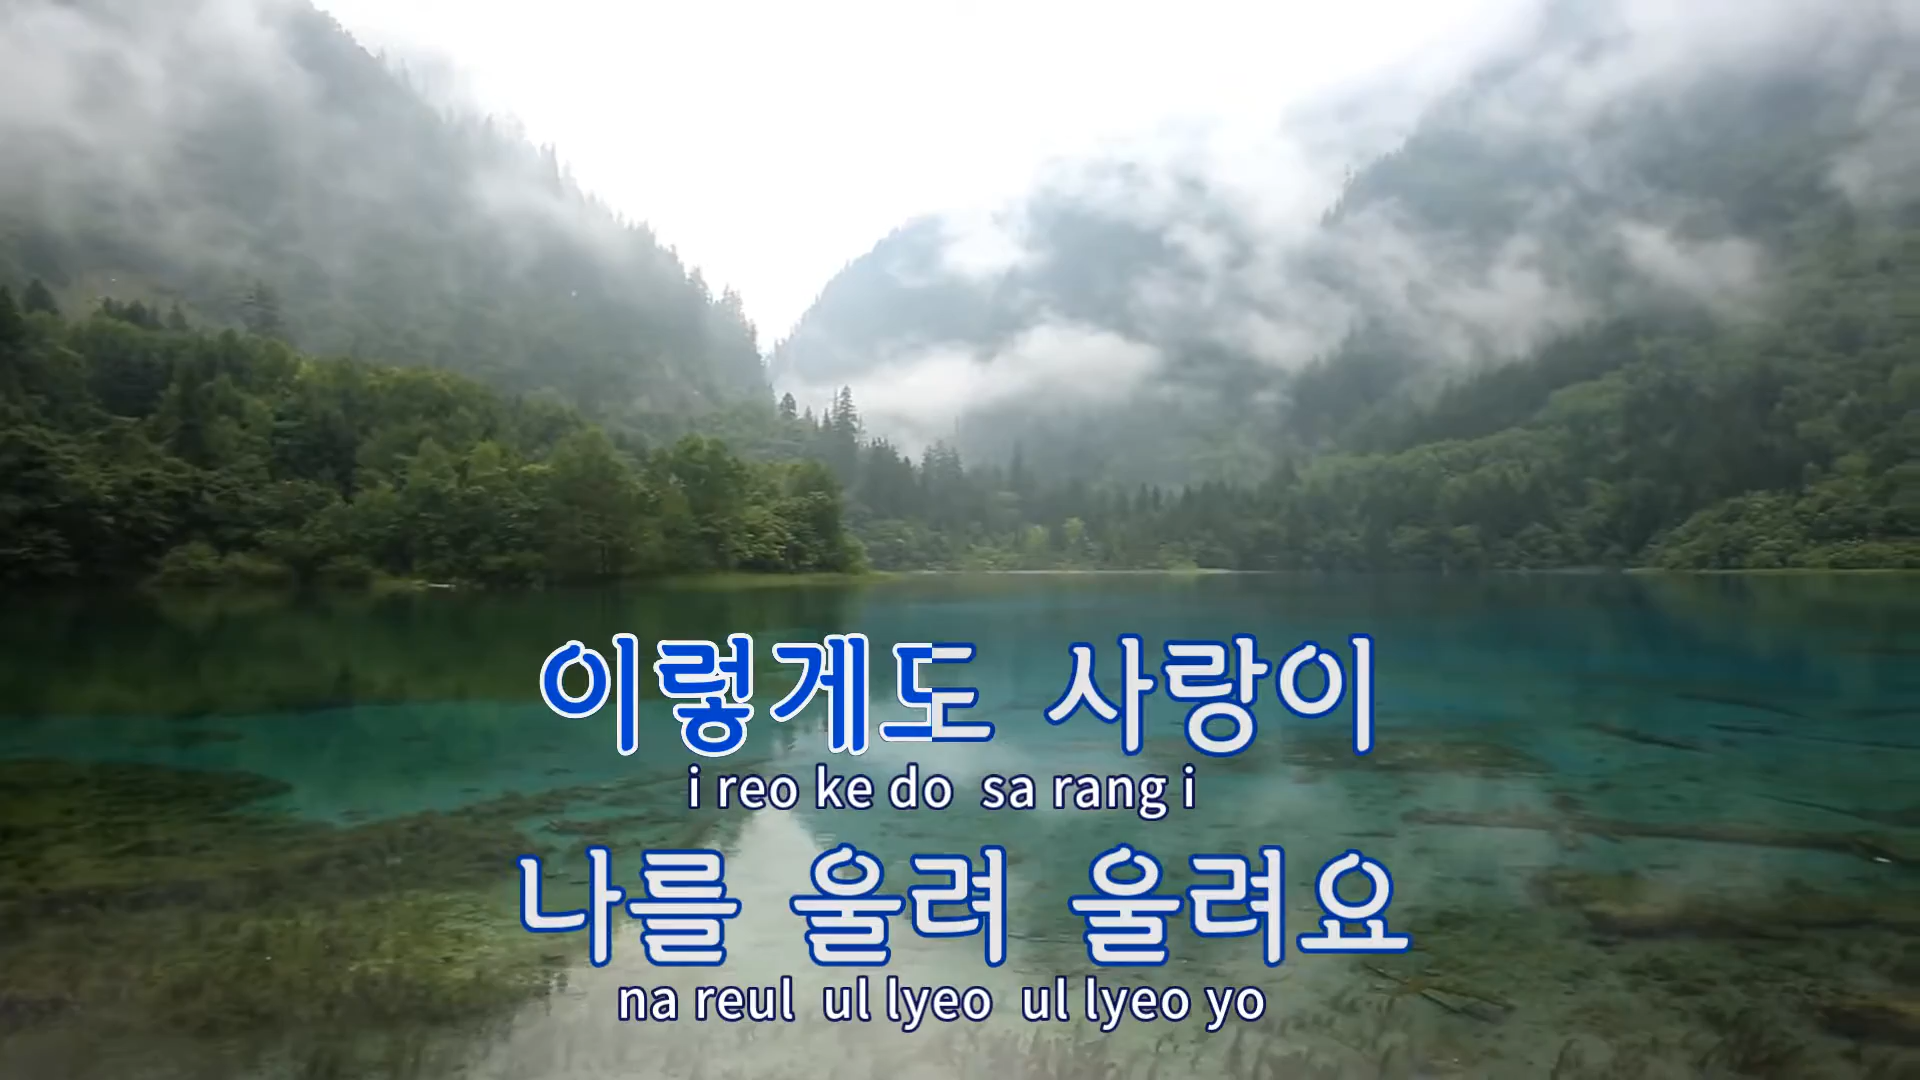 이렇게도 사랑이
i reo ke do sa rang i
나를 울려 울려요
na reul ul lyeo ul lyeo yo